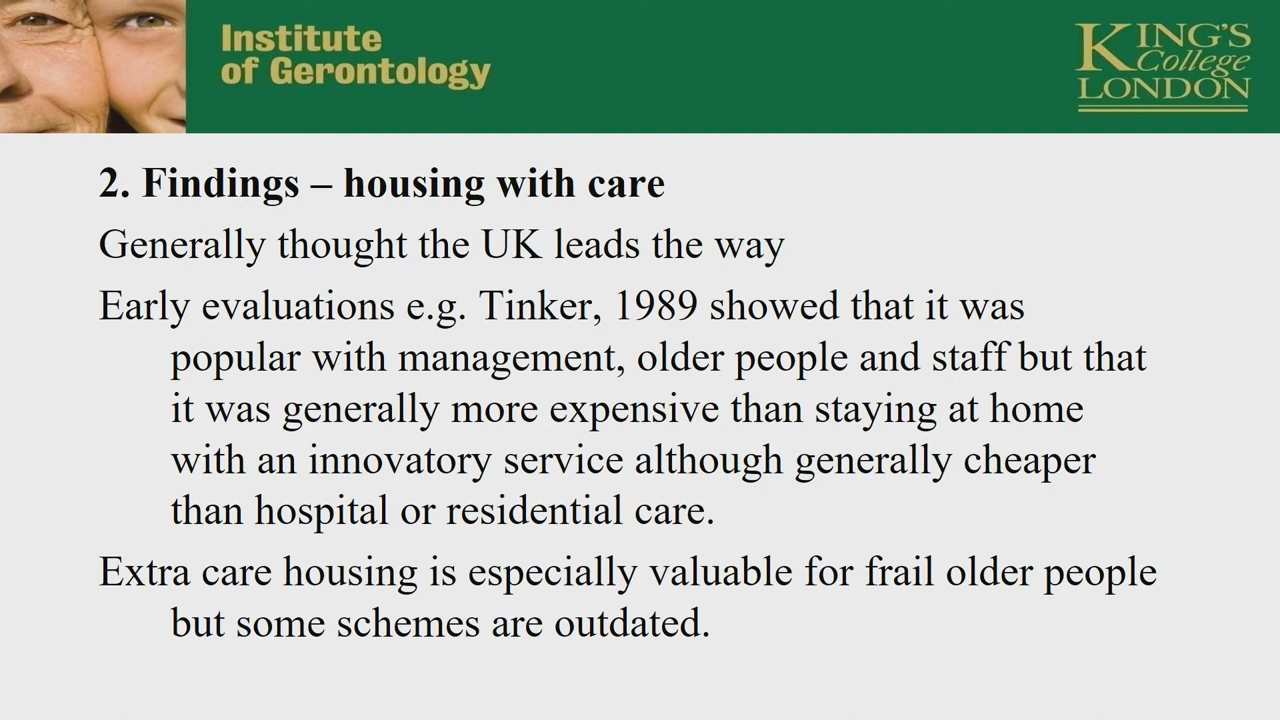 Institute
of Gerontology
KING'S
College
LONDON
2. Findings – housing with care
Generally thought the UK leads the way
Early evaluations e.g. Tinker, 1989 showed that it was
popular with management, older people and staff but that
it was generally more expensive than staying at home
with an innovatory service although generally cheaper
than hospital or residential care.
Extra care housing is especially valuable for frail older people
but some schemes are outdated.